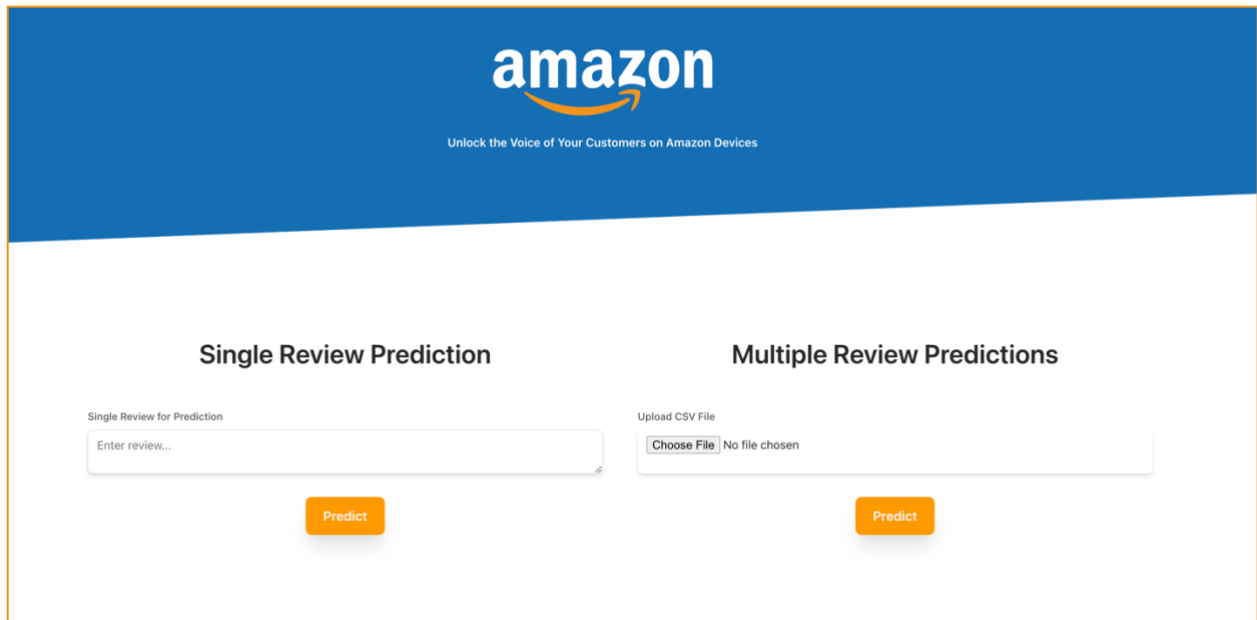 amazon
Unlock the Voice of Your Customers on Amazon Devices
Single Review Prediction
Single Review for Prediction
Enter review...
Predict
Multiple Review Predictions
Upload CSV File
Choose File No file chosen
Predict